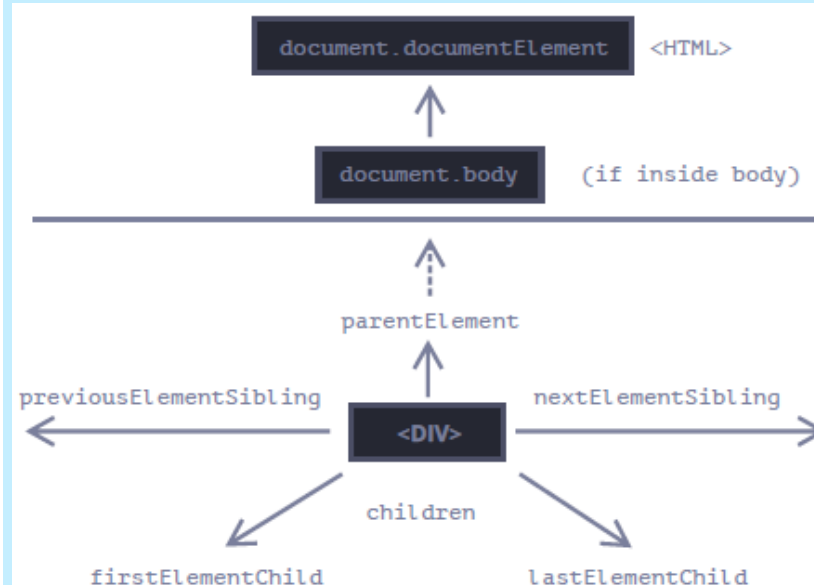 document.documentElement <HTML>
document.body (if inside body)
parentElement
previousElementSibling nextElementSibling
<DIV>
children
firstElementChild lastElementChild